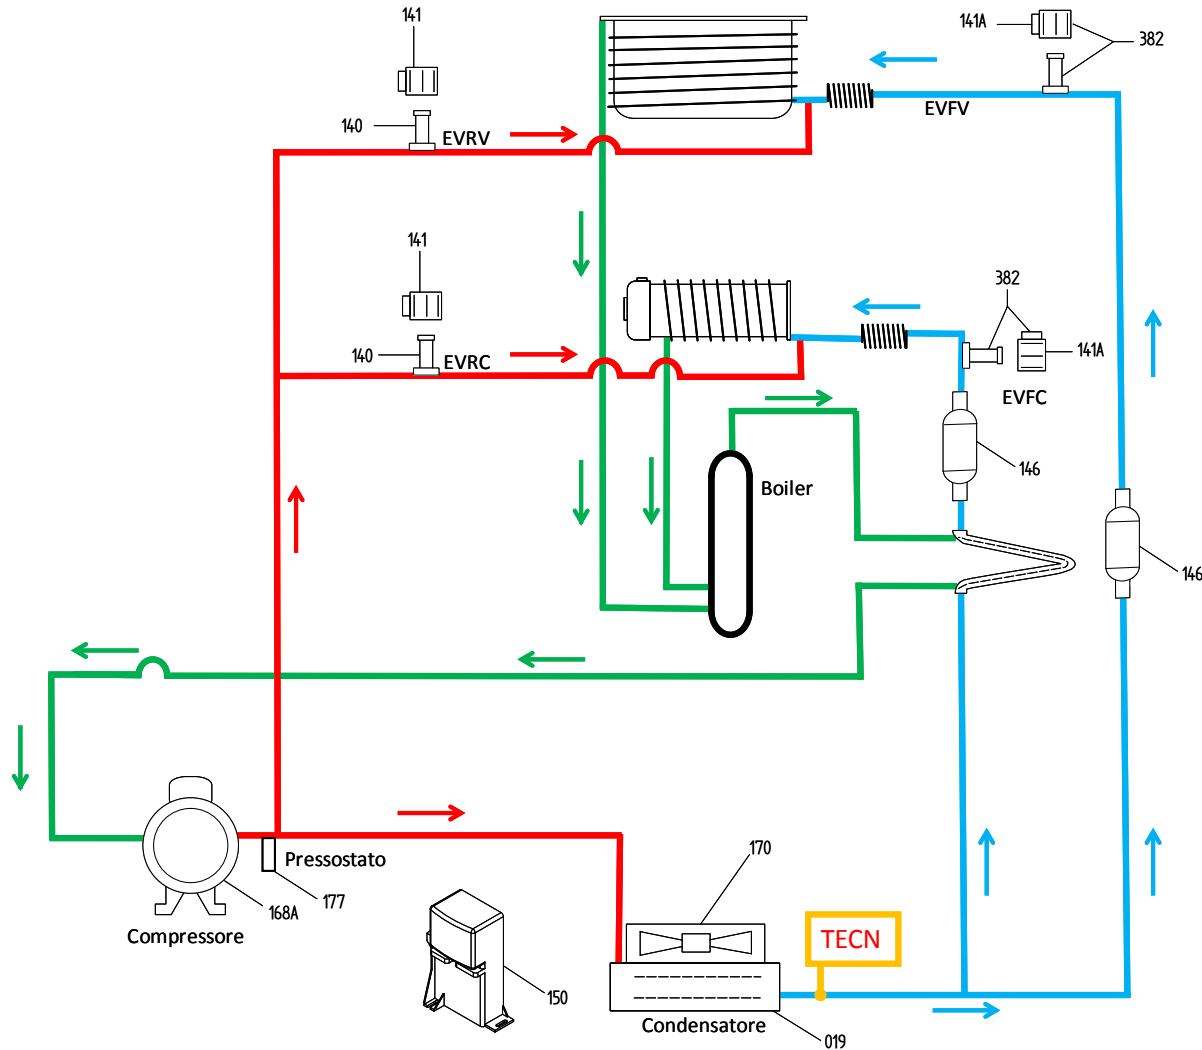 141
141A
382
140
EVRV
EVFV
141
382
140
EVRC
141A
EVFC
146
Boiler
146
Pressostato
177
168A
Compressore
170
TECN
150
Condensatore
019